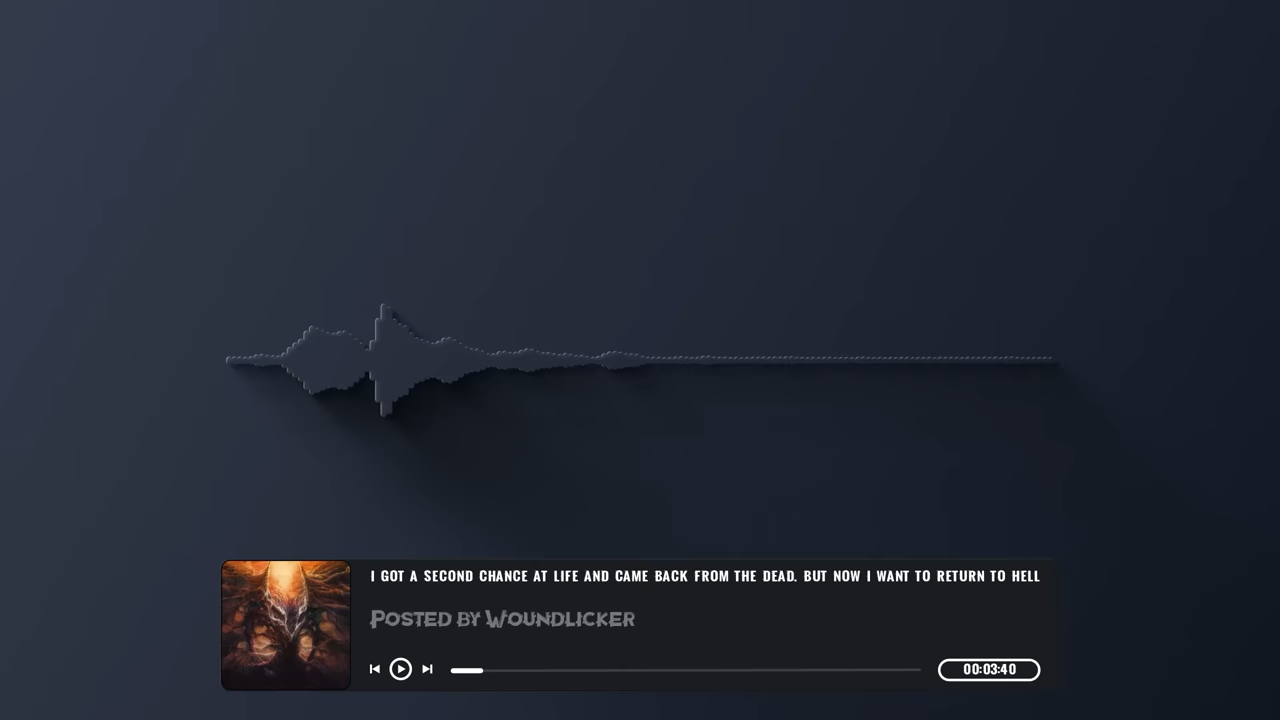 I GOT A SECOND CHANCE AT LIFE AND CAME BACK FROM THE DEAD. BUT NOW I WANT TO RETURN TO HELL
POSTED BY WOUNDLICKER
00:03:40